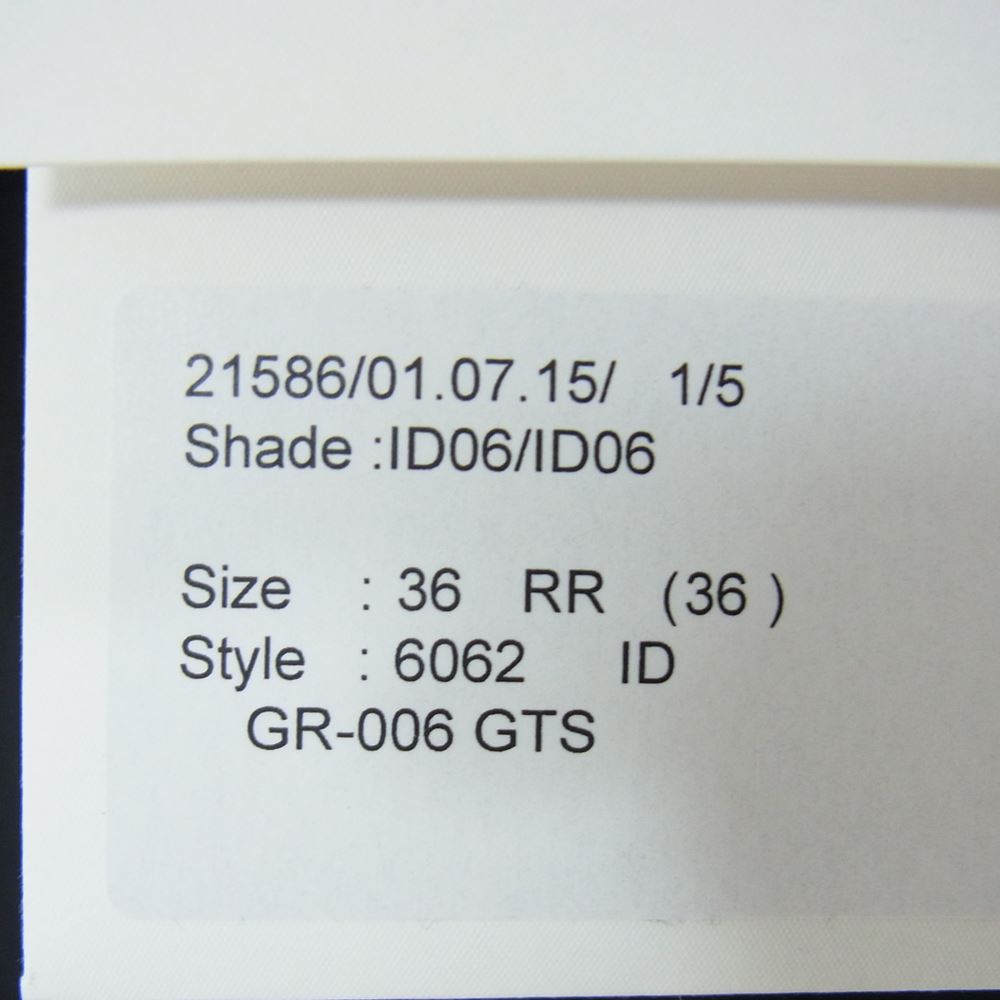 21586/01.07.15/ 1/5
Shade :ID06/ID06
Size : 36 RR (36 )
Style : 6062 ID
GR-006 GTS